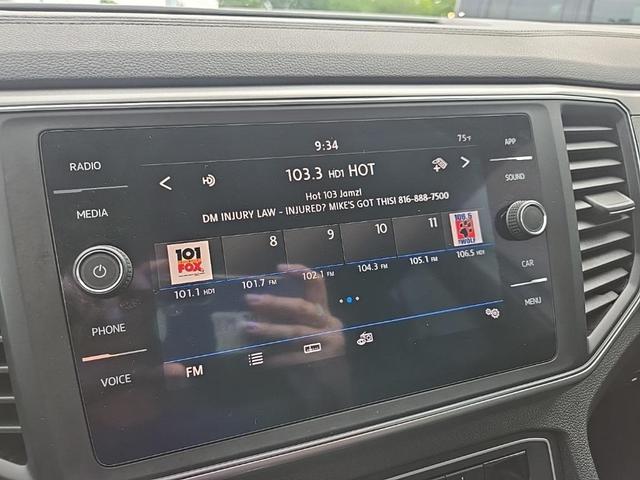 9:34
75°F
RADIO
MEDIA
PHONE
VOICE
APP
SOUND
CAR
MENU
103.3 HD1 HOT
Hot 103 Jamz!
DM INJURY LAW - INJURED? MIKE'S GOT THIS! 816-888-7500
101 FOX 8 9 10 11 106.5 WOLF
101.1 HD1 101.7 FM 102.1 FM 104.3 FM 105.1 FM 106.5 HD1
FM